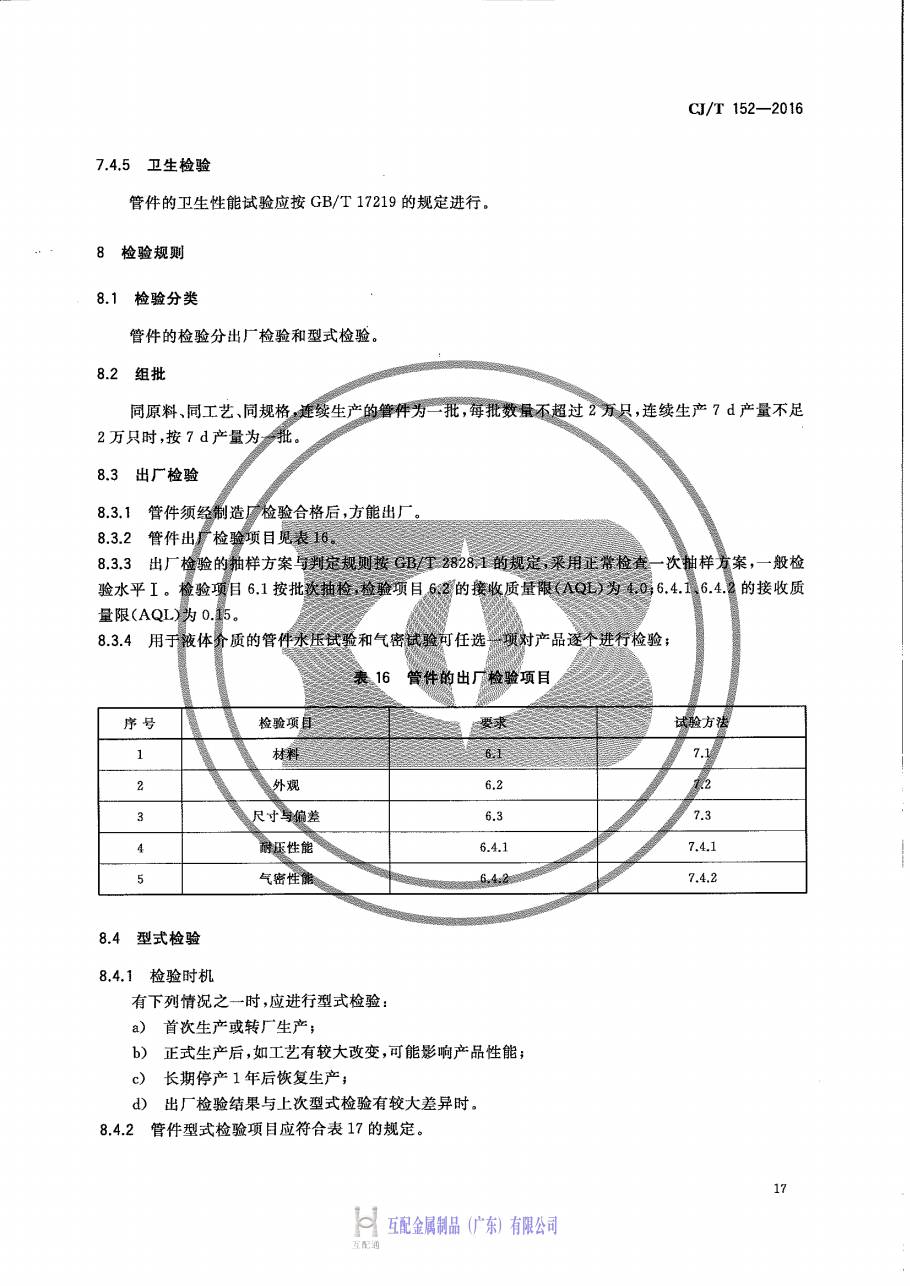 CJ/T 152—2016
7.4.5 卫生检验
管件的卫生性能试验应按 GB/T 17219 的规定进行。
8 检验规则
8.1 检验分类
管件的检验分出厂检验和型式检验。
8.2 组批
同原料、同工艺、同规格,连续生产的管件为一批,每批数量不超过 2 万只,连续生产 7 d 产量不足
2 万只时,按 7 d 产量为一批。
8.3 出厂检验
8.3.1 管件须经制造厂检验合格后,方能出厂。
8.3.2 管件出厂检验项目见表 16。
8.3.3 出厂检验的抽样方案与判定规则按 GB/T 2828.1 的规定,采用正常检查一次抽样方案,一般检
验水平Ⅰ。检验项目 6.1 按批次抽检,检验项目 6.2 的接收质量限(AQL)为 4.0;6.4.1、6.4.2 的接收质
量限(AQL)为 0.15。
8.3.4 用于液体介质的管件水压试验和气密试验可任选一项对产品逐个进行检验;
表 16 管件的出厂检验项目
序号 检验项目 要求 试验方法
1 材料 6.1 7.1
2 外观 6.2 7.2
3 尺寸与偏差 6.3 7.3
4 耐压性能 6.4.1 7.4.1
5 气密性能 6.4.2 7.4.2
8.4 型式检验
8.4.1 检验时机
有下列情况之一时,应进行型式检验:
a) 首次生产或转厂生产;
b) 正式生产后,如工艺有较大改变,可能影响产品性能;
c) 长期停产 1 年后恢复生产;
d) 出厂检验结果与上次型式检验有较大差异时。
8.4.2 管件型式检验项目应符合表 17 的规定。
17
互配金属制品（广东）有限公司
互配通